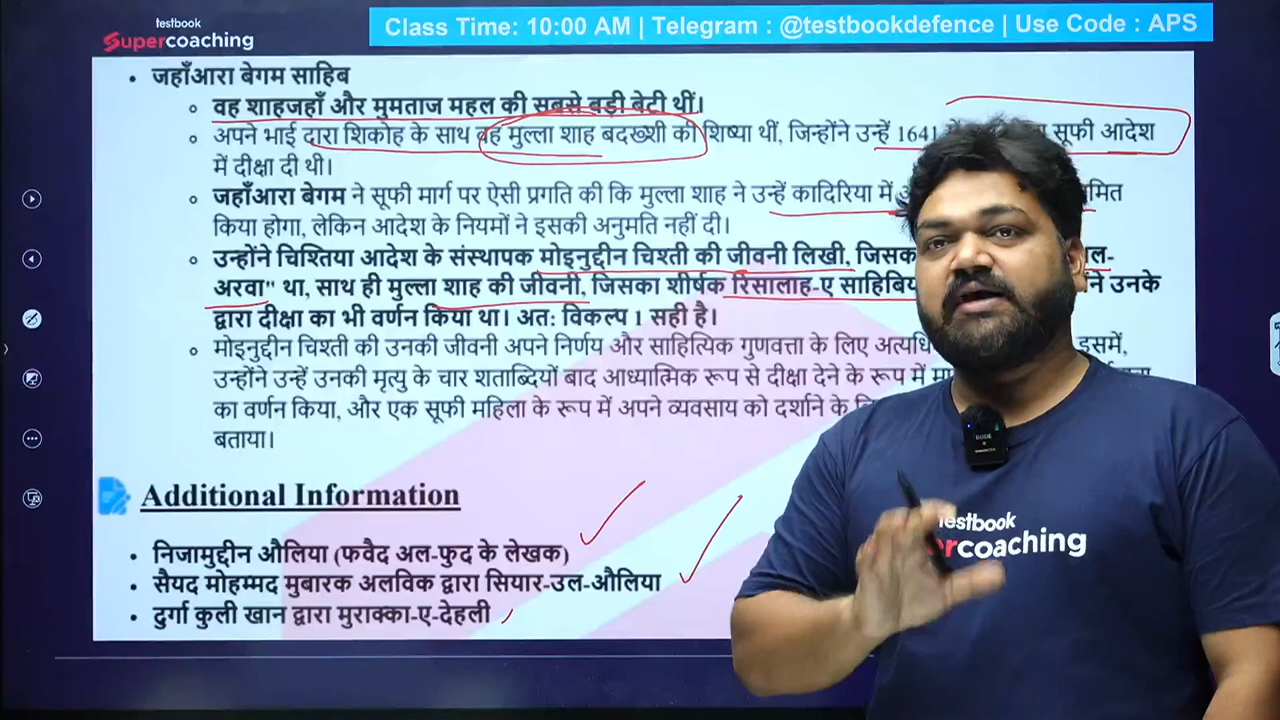 testbook
Supercoaching
Class Time: 10:00 AM | Telegram : @testbookdefence | Use Code : APS
• जहाँआरा बेगम साहिब
वह शाहजहाँ और मुमताज महल की सबसे बड़ी बेटी थीं।
अपने भाई दारा शिकोह के साथ वह मुल्ला शाह बदख्शी की शिष्या थीं, जिन्होंने उन्हें 1641 सूफी आदेश
में दीक्षा दी थी।
जहाँआरा बेगम ने सूफी मार्ग पर ऐसी प्रगति की कि मुल्ला शाह ने उन्हें कादिरिया में
किया होगा, लेकिन आदेश के नियमों ने इसकी अनुमति नहीं दी।
उन्होंने चिश्तिया आदेश के संस्थापक मोइनुद्दीन चिश्ती की जीवनी लिखी, जिसका
अरवा" था, साथ ही मुल्ला शाह की जीवनी, जिसका शीर्षक रिसालाह-ए उनके
द्वारा दीक्षा का भी वर्णन किया था। अत: विकल्प 1 सही है।
मोइनुद्दीन चिश्ती की उनकी जीवनी अपने निर्णय और साहित्यिक गुणवत्ता के लिए इसमें,
उन्होंने उन्हें उनकी मृत्यु के चार शताब्दियों बाद आध्यात्मिक रूप से दीक्षा देने के रूप में
का वर्णन किया, और एक सूफी महिला के रूप में अपने व्यवसाय को दर्शाने के
बताया।
Additional Information
• निजामुद्दीन औलिया (फवैद अल-फुद के लेखक)
• सैयद मोहम्मद मुबारक अलविक द्वारा सियार-उल-औलिया
• दुर्गा कुली खान द्वारा मुराक्का-ए-देहली
testbook
coaching